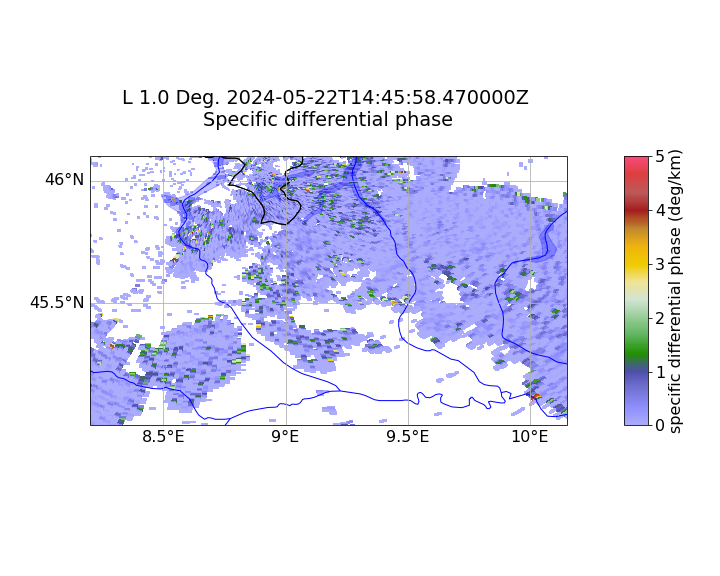 L 1.0 Deg. 2024-05-22T14:45:58.470000Z
Specific differential phase
46°N
45.5°N
8.5°E
9°E
9.5°E
10°E
5
4
3
2
1
0
specific differential phase (deg/km)